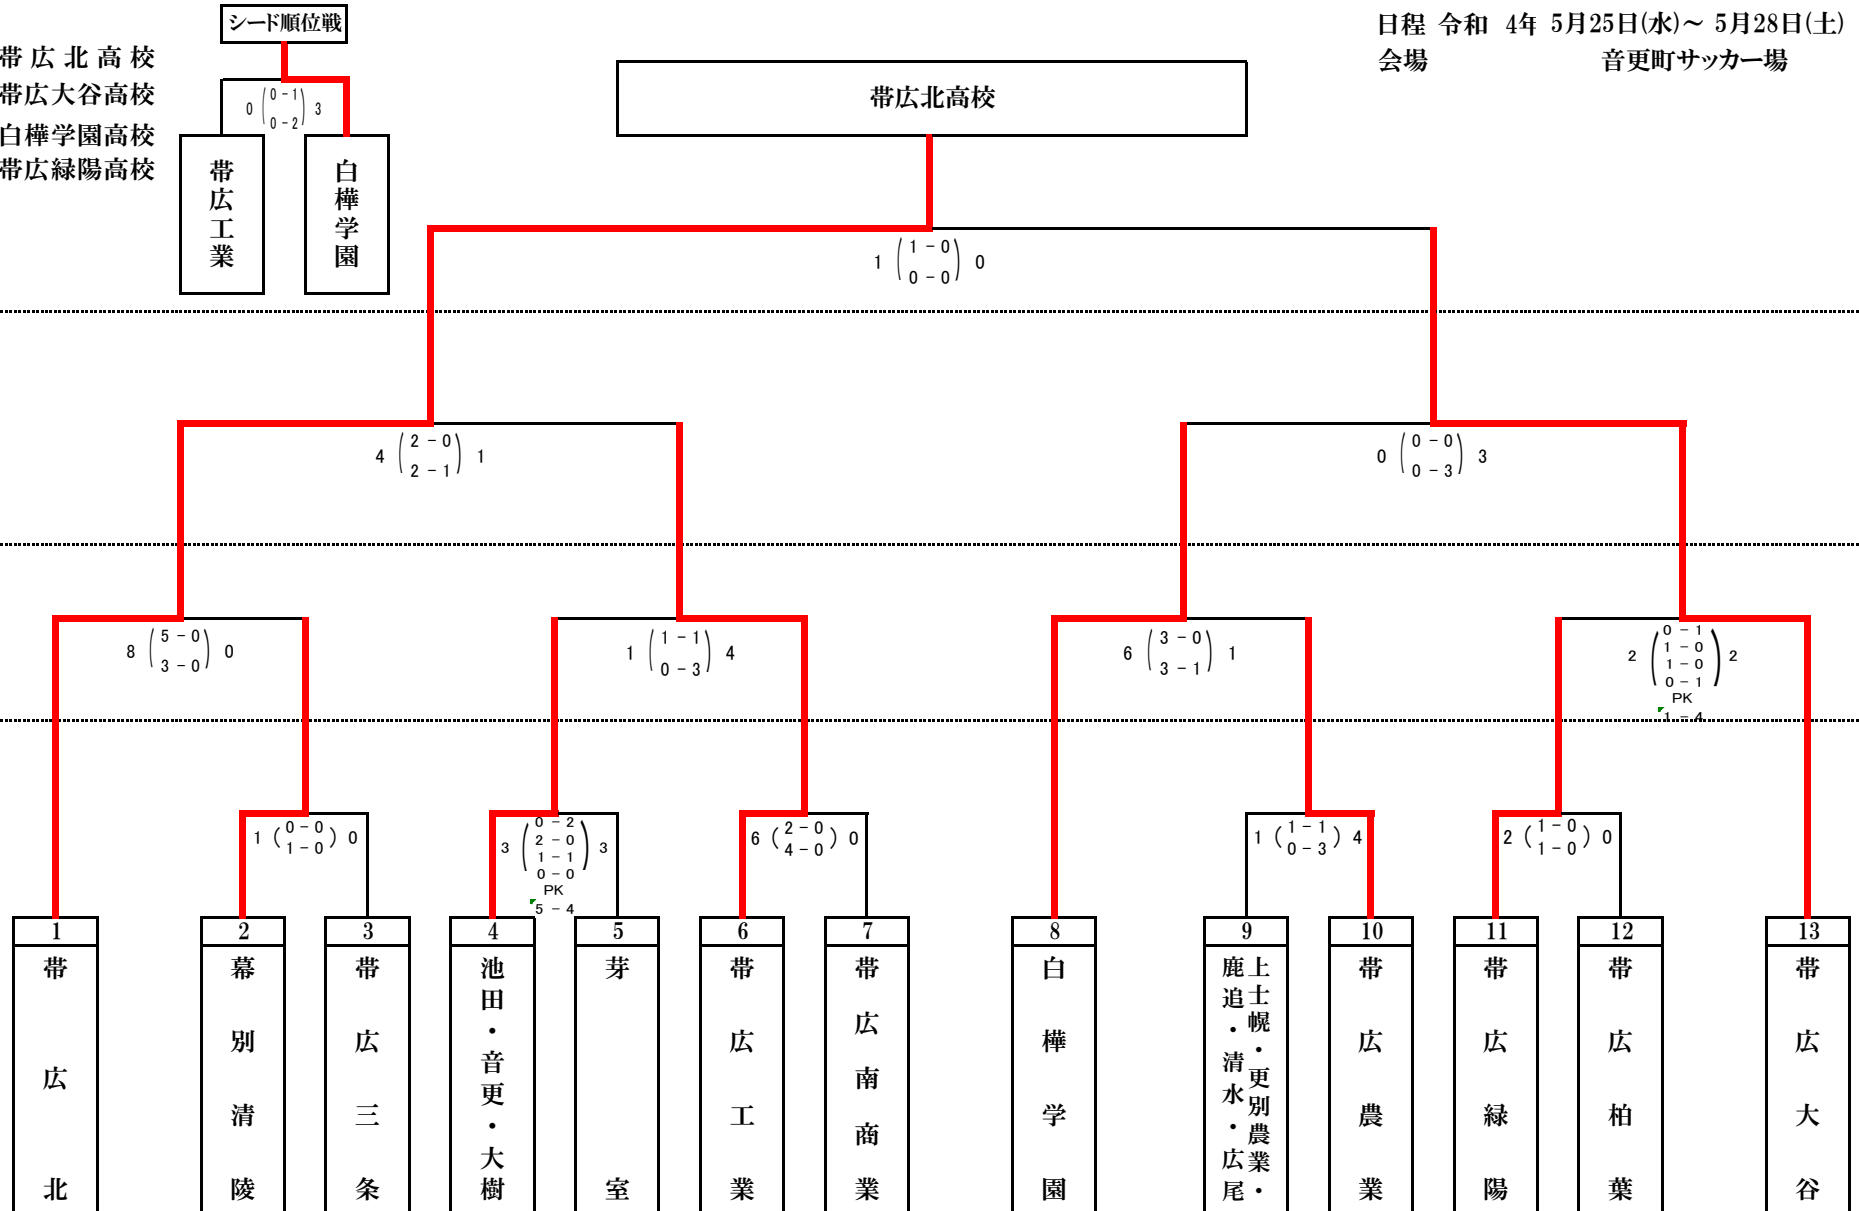 シード順位戦
日程 令和 4年 5月25日(水)～ 5月28日(土)
会場 音更町サッカー場
帯広北高校
帯広大谷高校
白樺学園高校
帯広緑陽高校
0 (0－1 3
0－2)
帯広工業
白樺学園
帯広北高校
1 (1－0 0
0－0)
4 (2－0 1
2－1)
0 (0－0 3
0－3)
8 (5－0 0
3－0)
1 (1－1 4
0－3)
6 (3－0 1
3－1)
2 (0－1 2
1－0
1－0
0－1)
PK
1－4
1 (0－0 0
1－0)
3 (0－2 3
2－0
1－1
0－0)
PK
5－4
6 (2－0 0
4－0)
1 (1－1 4
0－3)
2 (1－0 0
1－0)
1
帯広北
2
幕別清陵
3
帯広三条
4
池田・音更・大樹
5
芽室
6
帯広工業
7
帯広南商業
8
白樺学園
9
上士幌・更別農業・
鹿追・清水・広尾
10
帯広農業
11
帯広緑陽
12
帯広柏葉
13
帯広大谷